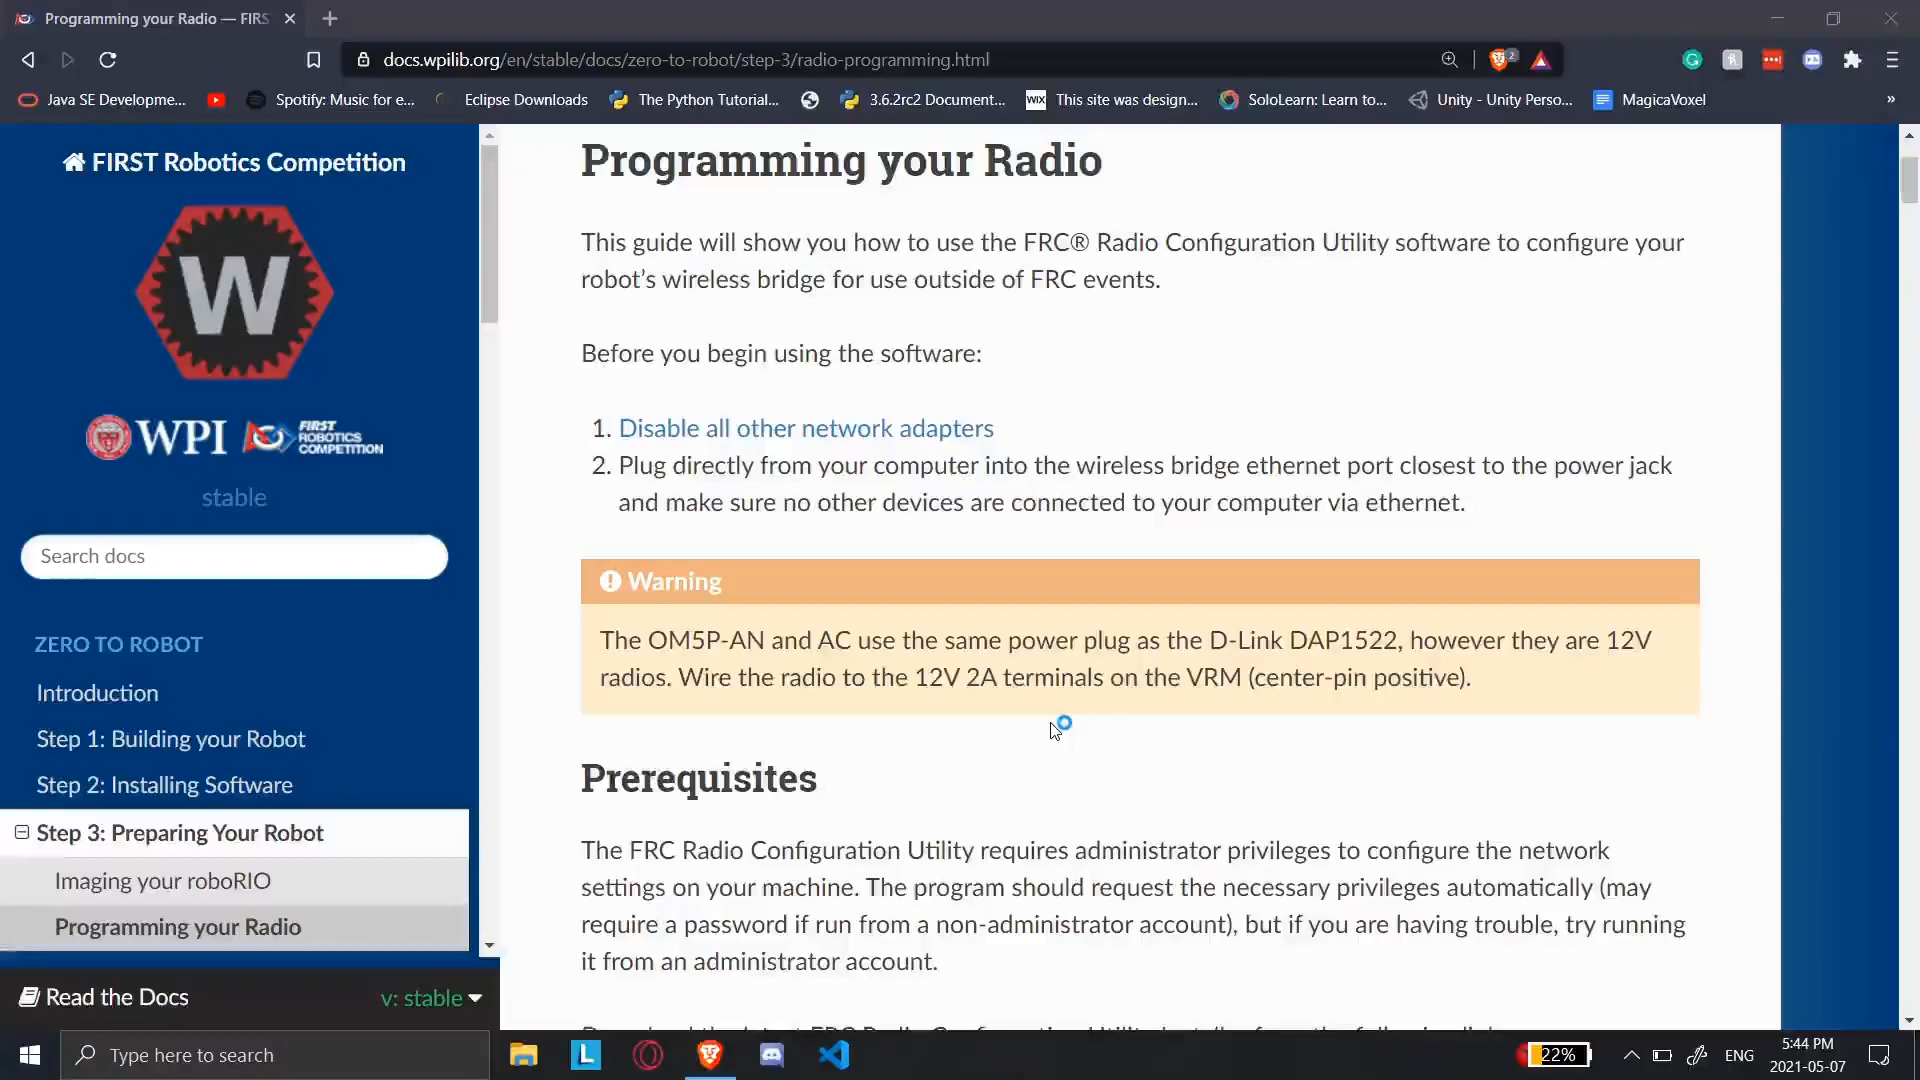 Programming your Radio — FIRS
docs.wpilib.org/en/stable/docs/zero-to-robot/step-3/radio-programming.html
2
Java SE Developme...
Spotify: Music for e...
Eclipse Downloads
The Python Tutorial...
3.6.2rc2 Document...
WIX
This site was design...
SoloLearn: Learn to...
Unity - Unity Perso...
MagicaVoxel
»
FIRST Robotics Competition
W
WPI
FIRST
ROBOTICS
COMPETITION
stable
Search docs
ZERO TO ROBOT
Introduction
Step 1: Building your Robot
Step 2: Installing Software
Step 3: Preparing Your Robot
Imaging your roboRIO
Programming your Radio
Read the Docs
v: stable
Programming your Radio
This guide will show you how to use the FRC® Radio Configuration Utility software to configure your
robot’s wireless bridge for use outside of FRC events.
Before you begin using the software:
1. Disable all other network adapters
2. Plug directly from your computer into the wireless bridge ethernet port closest to the power jack
and make sure no other devices are connected to your computer via ethernet.
Warning
The OM5P-AN and AC use the same power plug as the D-Link DAP1522, however they are 12V
radios. Wire the radio to the 12V 2A terminals on the VRM (center-pin positive).
Prerequisites
The FRC Radio Configuration Utility requires administrator privileges to configure the network
settings on your machine. The program should request the necessary privileges automatically (may
require a password if run from a non-administrator account), but if you are having trouble, try running
it from an administrator account.
Type here to search
L
22%
ENG
5:44 PM
2021-05-07